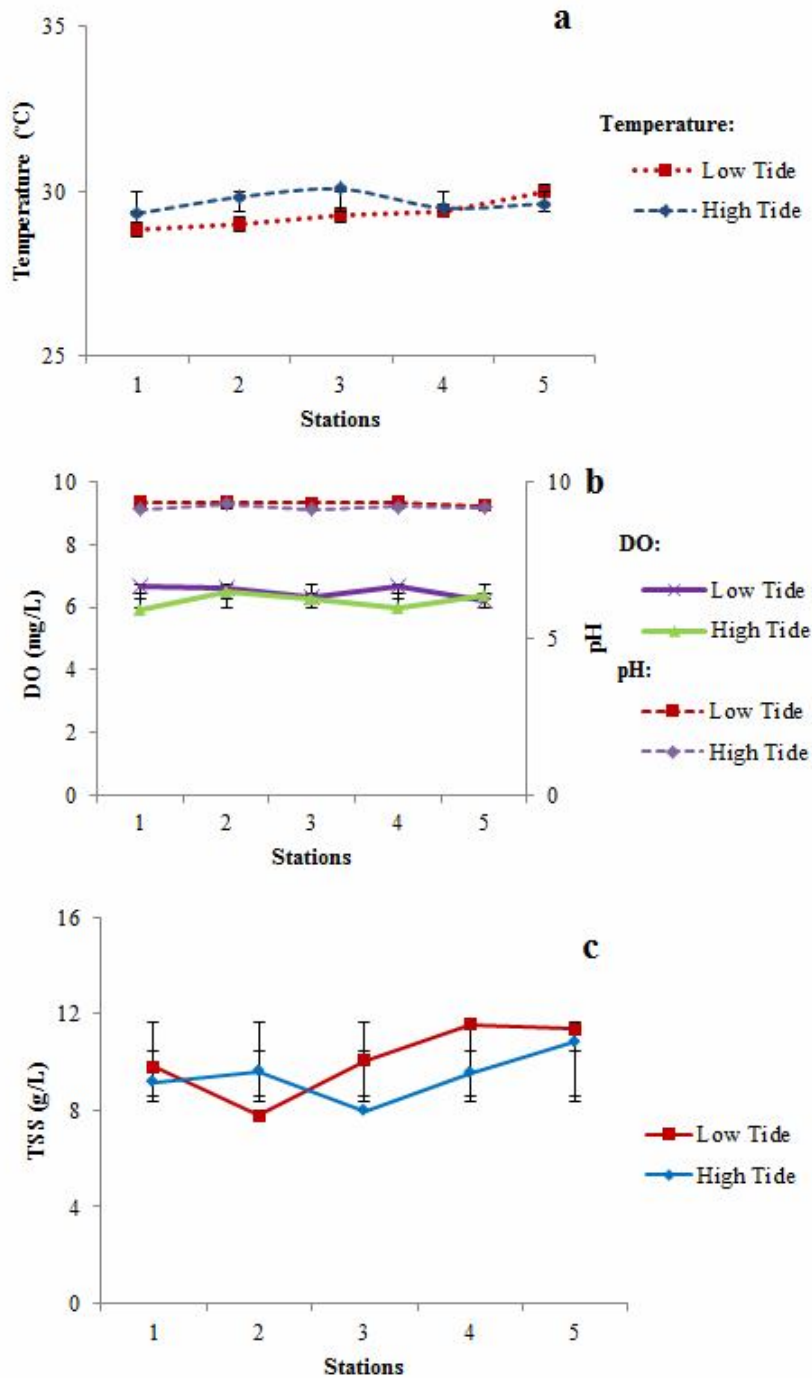 a
35
30
25
Temperature (°C)
1 2 3 4 5
Stations
Temperature:
Low Tide
High Tide
b
10
8
6
4
2
0
DO (mg/L)
10
5
0
pH
1 2 3 4 5
Stations
DO:
Low Tide
High Tide
pH:
Low Tide
High Tide
c
16
12
8
4
0
TSS (g/L)
1 2 3 4 5
Stations
Low Tide
High Tide